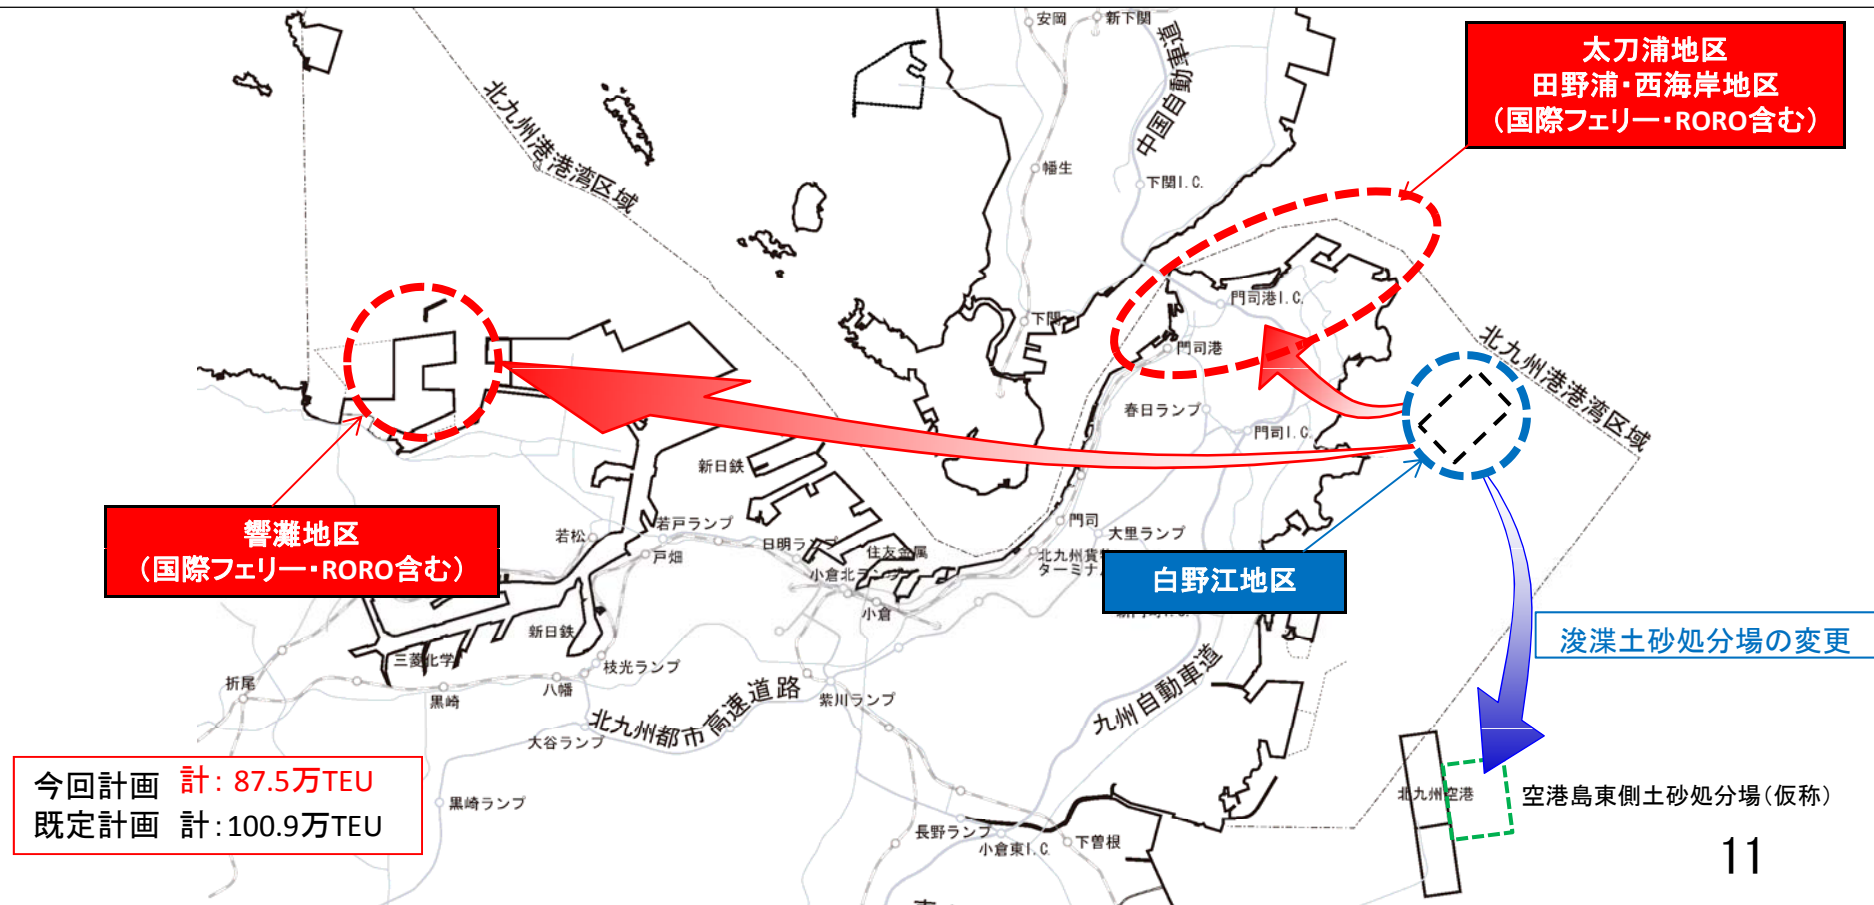 安岡
新下関
中国自動車道
太刀浦地区
田野浦・西海岸地区
（国際フェリー・RORO含む）
北九州港港湾区域
幡生
下関I.C.
門司港I.C.
下関
門司港
北九州港港湾区域
春日ランプ
門司I.C.
新日鉄
響灘地区
（国際フェリー・RORO含む）
若松
若戸ランプ
戸畑
日明ランプ
住友金属
小倉北ランプ
小倉
門司
大里ランプ
北九州貨物
ターミナル
白野江地区
新日鉄
三菱化学
枝光ランプ
折尾
黒崎
八幡
紫川ランプ
大谷ランプ
北九州都市高速道路
九州自動車道
浚渫土砂処分場の変更
今回計画 計：87.5万TEU
既定計画 計：100.9万TEU
黒崎ランプ
長野ランプ
小倉東I.C.
下曽根
北九州空港
空港島東側土砂処分場（仮称）
11